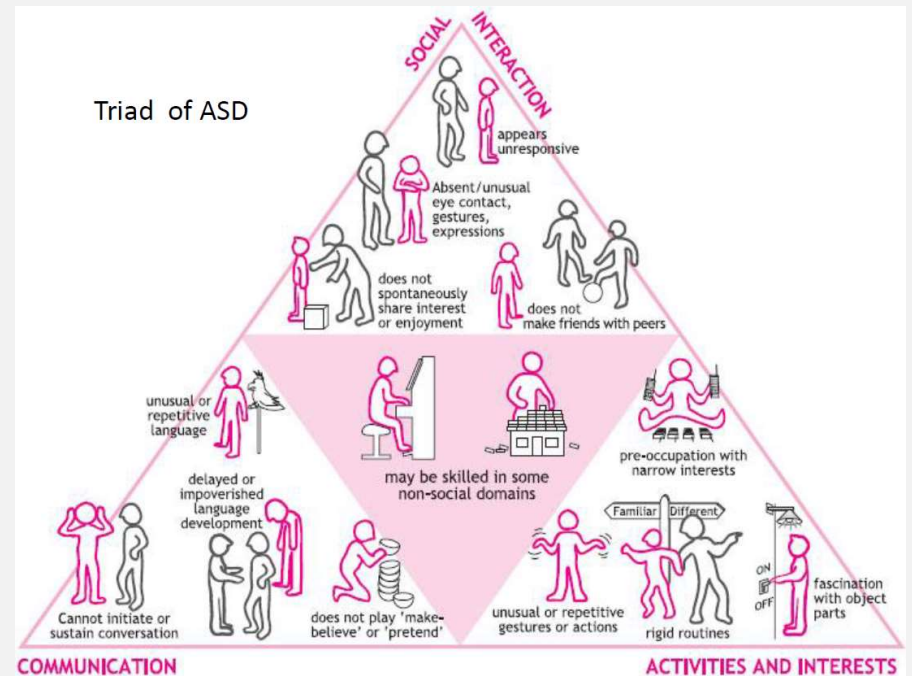 SOCIAL
INTERACTION
Triad of ASD
appears
unresponsive
Absent/unusual
eye contact,
gestures,
expressions
does not
spontaneously
share interest
or enjoyment
does not
make friends with peers
unusual or
repetitive
language
may be skilled in some
non-social domains
pre-occupation with
narrow interests
delayed or
impoverished
language
development
Cannot initiate or
sustain conversation
does not play 'make-
believe' or 'pretend'
unusual or repetitive
gestures or actions
Familiar
Different
rigid routines
ON
OFF
fascination
with object
parts
COMMUNICATION
ACTIVITIES AND INTERESTS